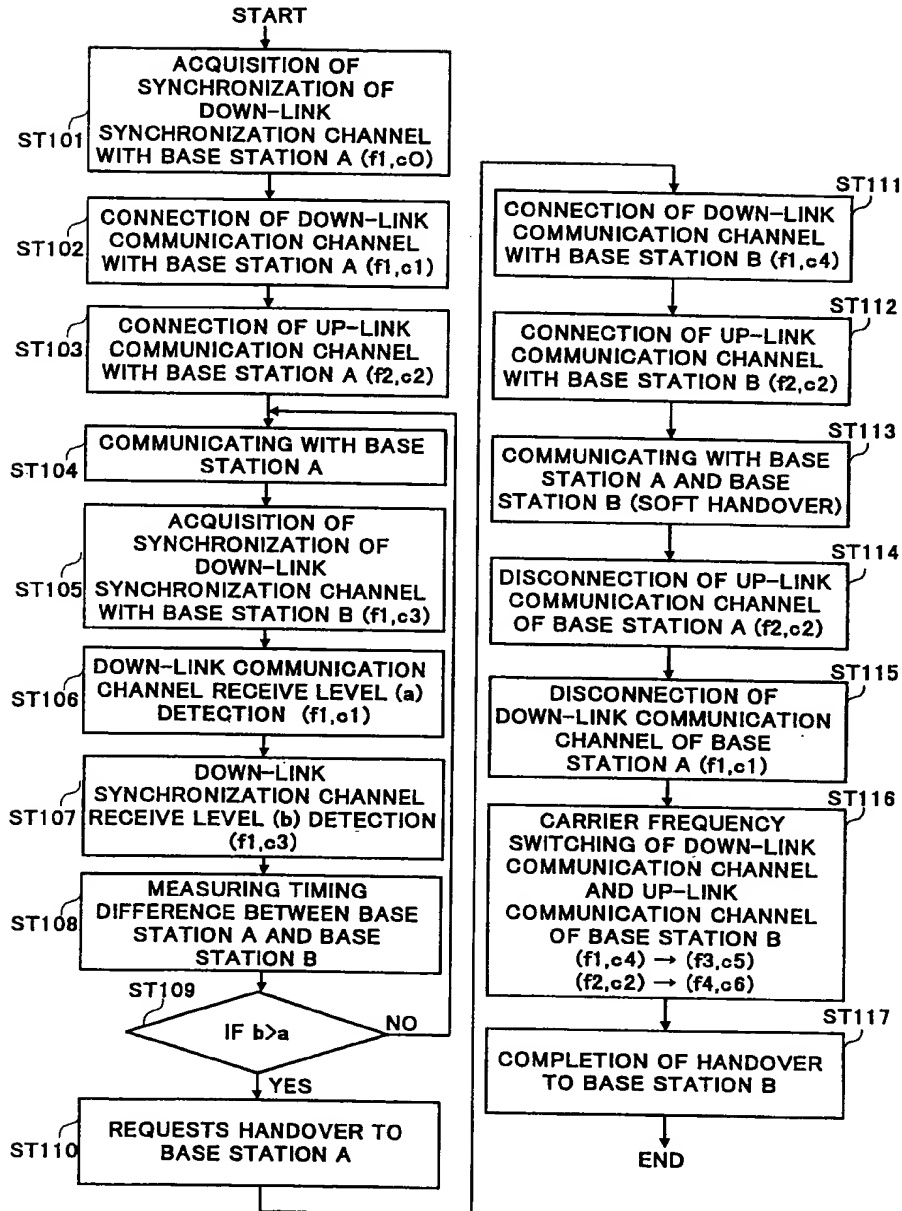 START
ST101
ACQUISITION OF
SYNCHRONIZATION OF
DOWN-LINK
SYNCHRONIZATION CHANNEL
WITH BASE STATION A (f1,c0)
ST102
CONNECTION OF DOWN-LINK
COMMUNICATION CHANNEL
WITH BASE STATION A (f1,c1)
ST103
CONNECTION OF UP-LINK
COMMUNICATION CHANNEL
WITH BASE STATION A (f2,c2)
ST104
COMMUNICATING WITH BASE
STATION A
ST105
ACQUISITION OF
SYNCHRONIZATION OF
DOWN-LINK
SYNCHRONIZATION CHANNEL
WITH BASE STATION B (f1,c3)
ST106
DOWN-LINK COMMUNICATION
CHANNEL RECEIVE LEVEL (a)
DETECTION (f1,c1)
ST107
DOWN-LINK
SYNCHRONIZATION CHANNEL
RECEIVE LEVEL (b) DETECTION
(f1,c3)
ST108
MEASURING TIMING
DIFFERENCE BETWEEN BASE
STATION A AND BASE
STATION B
ST109
IF b>a
NO
YES
ST110
REQUESTS HANDOVER TO
BASE STATION A
ST111
CONNECTION OF DOWN-LINK
COMMUNICATION CHANNEL
WITH BASE STATION B (f1,c4)
ST112
CONNECTION OF UP-LINK
COMMUNICATION CHANNEL
WITH BASE STATION B (f2,c2)
ST113
COMMUNICATING WITH BASE
STATION A AND BASE
STATION B (SOFT HANDOVER)
ST114
DISCONNECTION OF UP-LINK
COMMUNICATION CHANNEL
OF BASE STATION A (f2,c2)
ST115
DISCONNECTION OF
DOWN-LINK COMMUNICATION
CHANNEL OF BASE
STATION A (f1,c1)
ST116
CARRIER FREQUENCY
SWITCHING OF DOWN-LINK
COMMUNICATION CHANNEL
AND UP-LINK
COMMUNICATION CHANNEL
OF BASE STATION B
(f1,c4) → (f3,c5)
(f2,c2) → (f4,c6)
ST117
COMPLETION OF HANDOVER
TO BASE STATION B
END